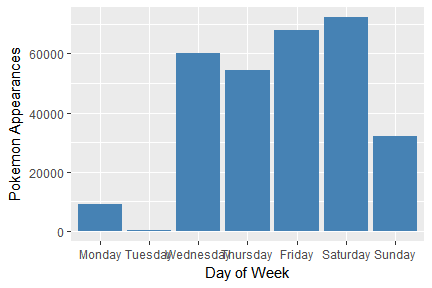 Pokemon Appearances
60000
40000
20000
0
Monday Tuesday Wednesday Thursday Friday Saturday Sunday
Day of Week